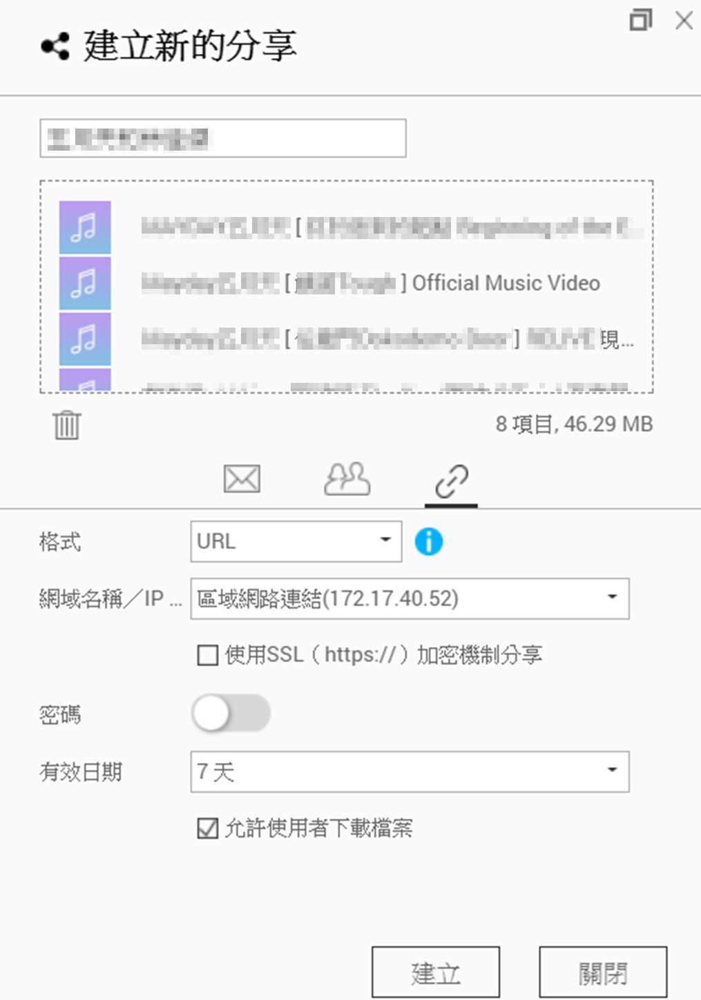 建立新的分享
[
[ ] Official Music Video
[ ] 現...
8 項目, 46.29 MB
格式 URL
網域名稱／IP ... 區域網路連結(172.17.40.52)
使用SSL（https://）加密機制分享
密碼
有效日期 7 天
允許使用者下載檔案
建立 關閉